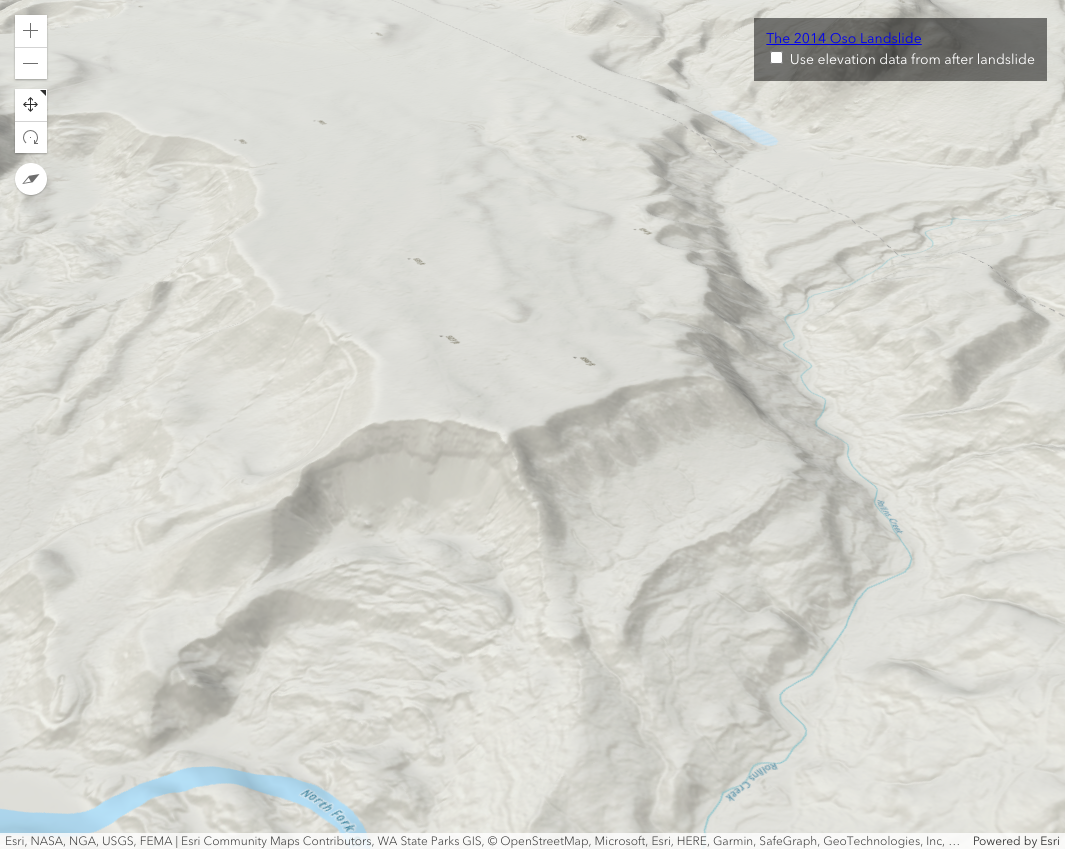 The 2014 Oso Landslide
Use elevation data from after landslide
Rollins Creek
Rollins Creek
North Fork
Esri, NASA, NGA, USGS, FEMA | Esri Community Maps Contributors, WA State Parks GIS, © OpenStreetMap, Microsoft, Esri, HERE, Garmin, SafeGraph, GeoTechnologies, Inc, ...
Powered by Esri